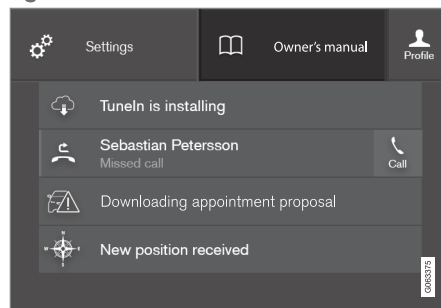 Settings
Owner's manual
Profile
TuneIn is installing
Sebastian Petersson
Missed call
Call
Downloading appointment proposal
New position received
G063375